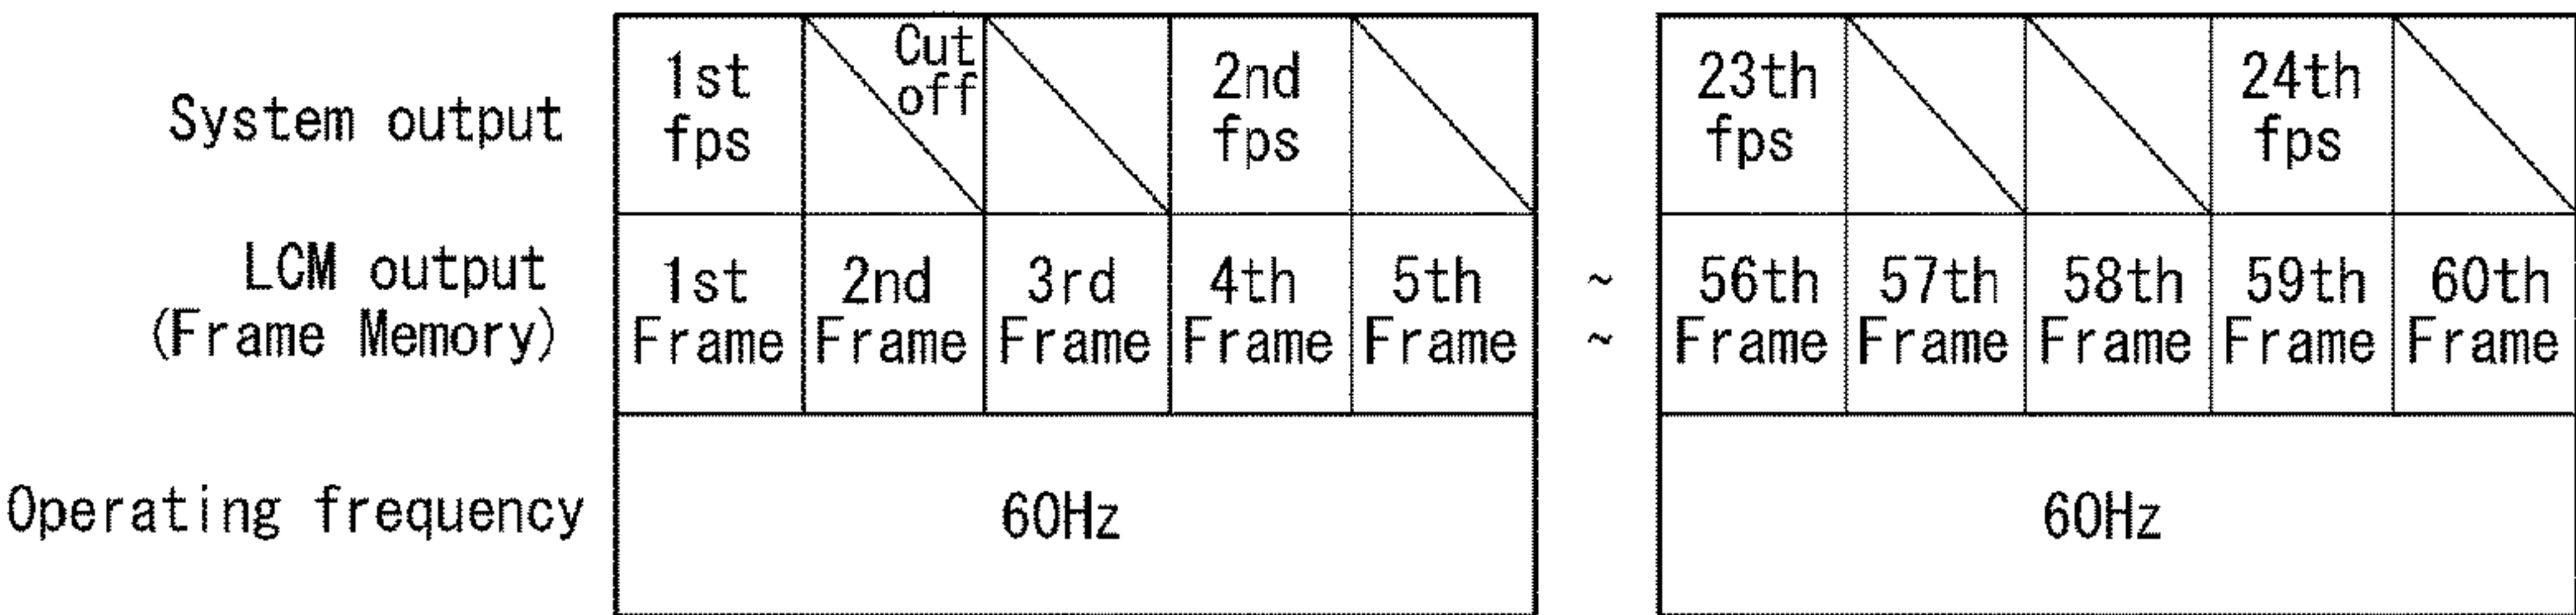 System output
1st fps
Cut off
2nd fps
23th fps
24th fps
LCM output
(Frame Memory)
1st Frame
2nd Frame
3rd Frame
4th Frame
5th Frame
~
~
56th Frame
57th Frame
58th Frame
59th Frame
60th Frame
Operating frequency
60Hz
60Hz